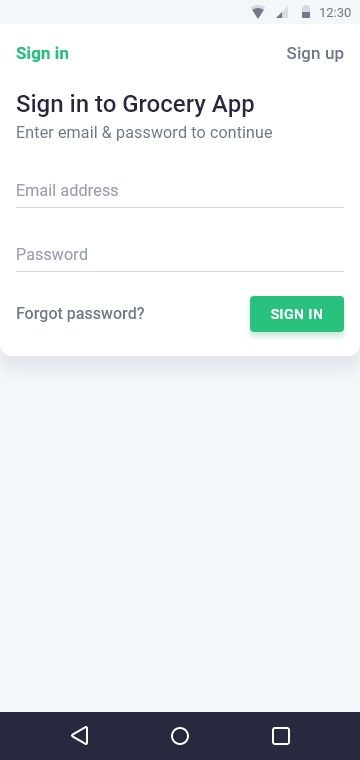 12:30
Sign in
Sign up
Sign in to Grocery App
Enter email & password to continue
Email address
Password
Forgot password?
SIGN IN